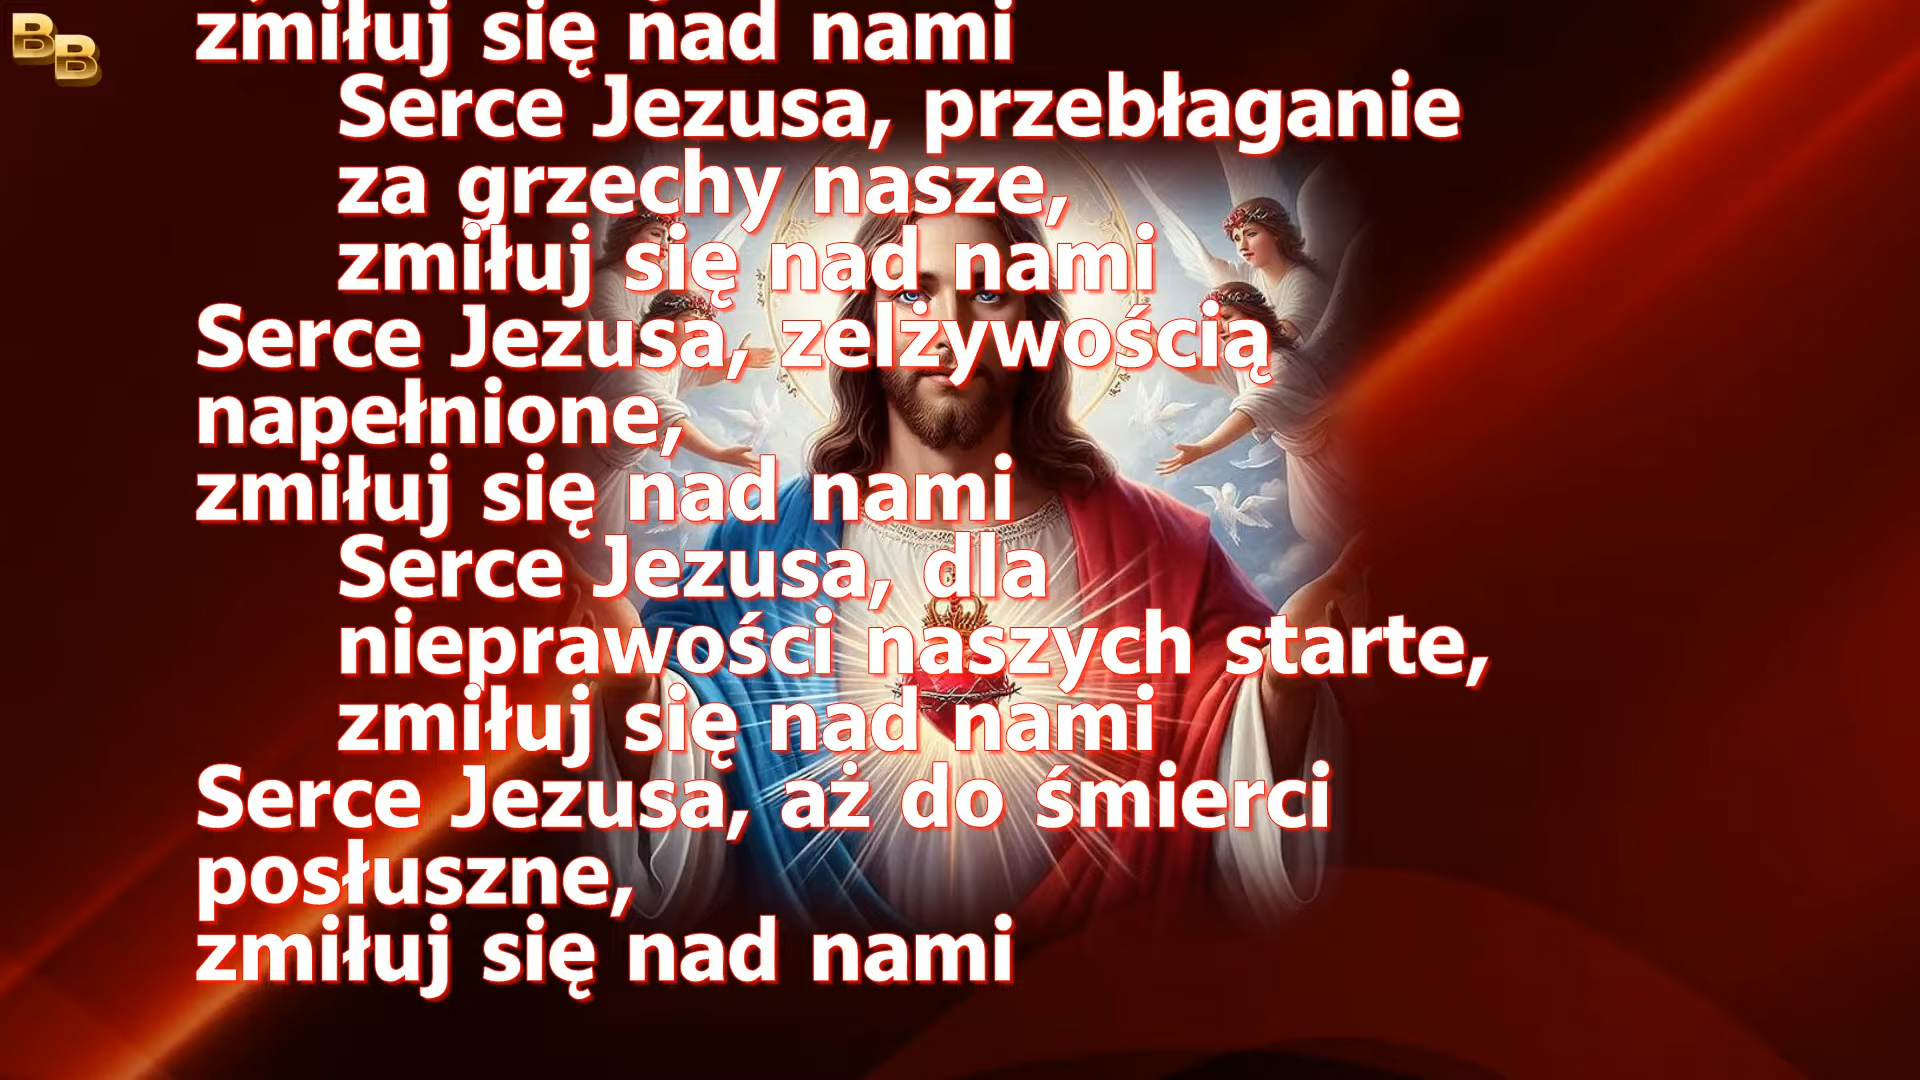 BB
zmiłuj się nad nami
Serce Jezusa, przebłaganie
za grzechy nasze,
zmiłuj się nad nami
Serce Jezusa, zelżywością
napełnione,
zmiłuj się nad nami
Serce Jezusa, dla
nieprawości naszych starte,
zmiłuj się nad nami
Serce Jezusa, aż do śmierci
posłuszne,
zmiłuj się nad nami